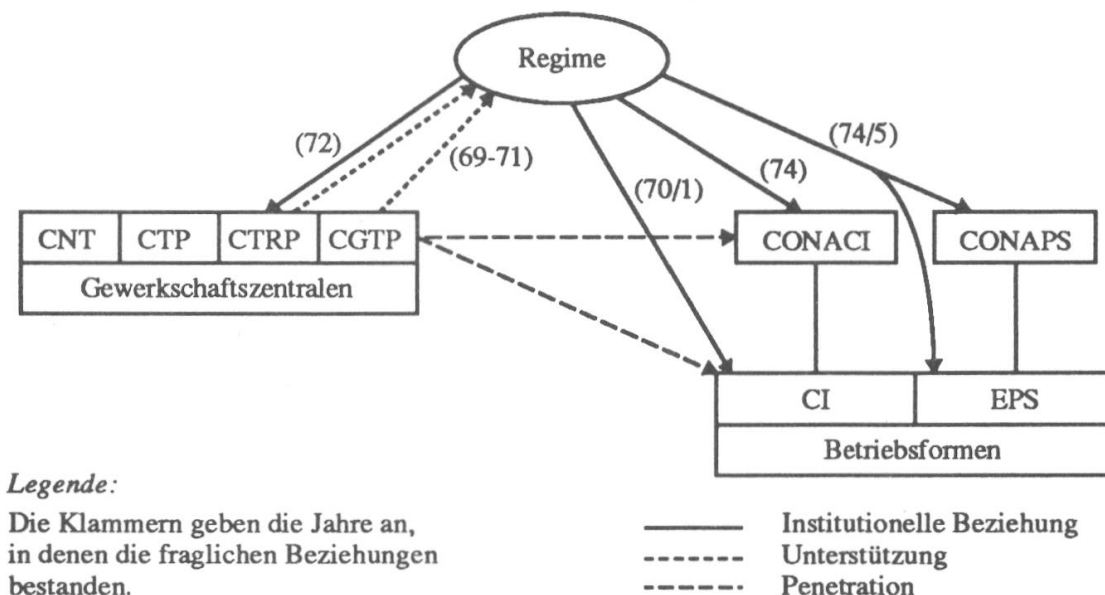 Regime
(72)
(69-71)
(70/1)
(74)
(74/5)
CNT
CTP
CTRP
CGTP
Gewerkschaftszentralen
CONACI
CONAPS
CI
EPS
Betriebsformen
Legende:
Die Klammern geben die Jahre an,
in denen die fraglichen Beziehungen
bestanden.
Institutionelle Beziehung
Unterstützung
Penetration